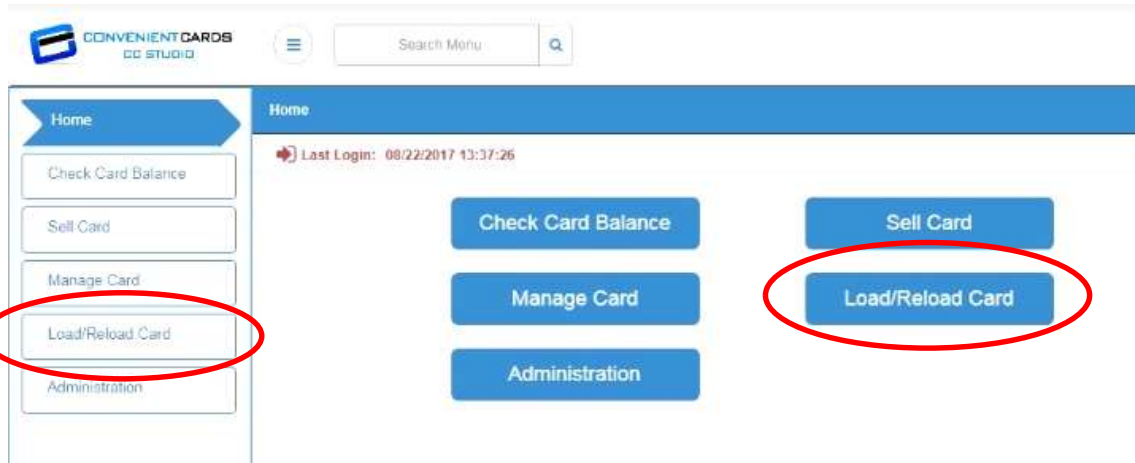 CONVENIENTCARDS
CC STUDIO
Search Menu
Home
Check Card Balance
Sell Card
Manage Card
Load/Reload Card
Administration
Home
Last Login: 08/22/2017 13:37:26
Check Card Balance
Sell Card
Manage Card
Load/Reload Card
Administration